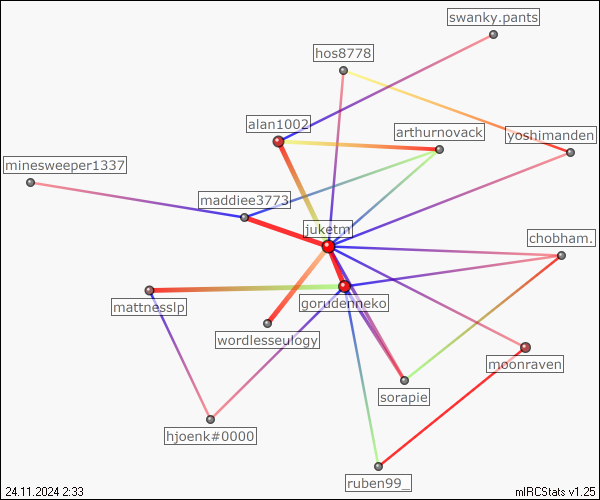 swanky.pants
hos8778
alan1002
arthurnovack
yoshimanden
minesweeper1337
maddiee3773
juketm
chobham.
gorudenneko
mattnesslp
wordlesseulogy
moonraven
sorapie
hjoenk#0000
ruben99_
24.11.2024 2:33
mIRCStats v1.25